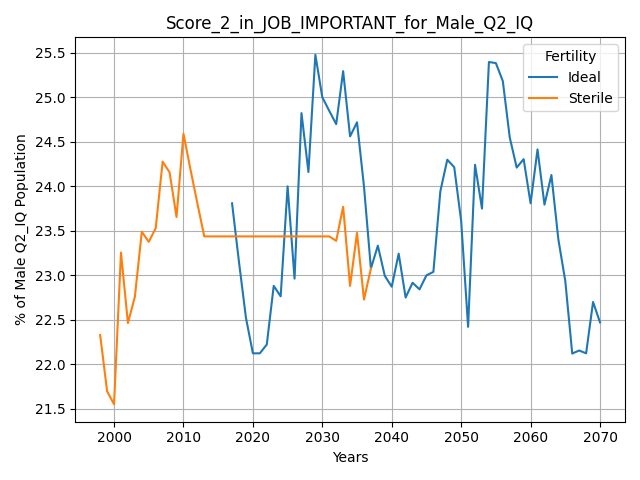 Score_2_in_JOB_IMPORTANT_for_Male_Q2_IQ
% of Male Q2_IQ Population
25.5
25.0
24.5
24.0
23.5
23.0
22.5
22.0
21.5
Fertility
Ideal
Sterile
2000 2010 2020 2030 2040 2050 2060 2070
Years